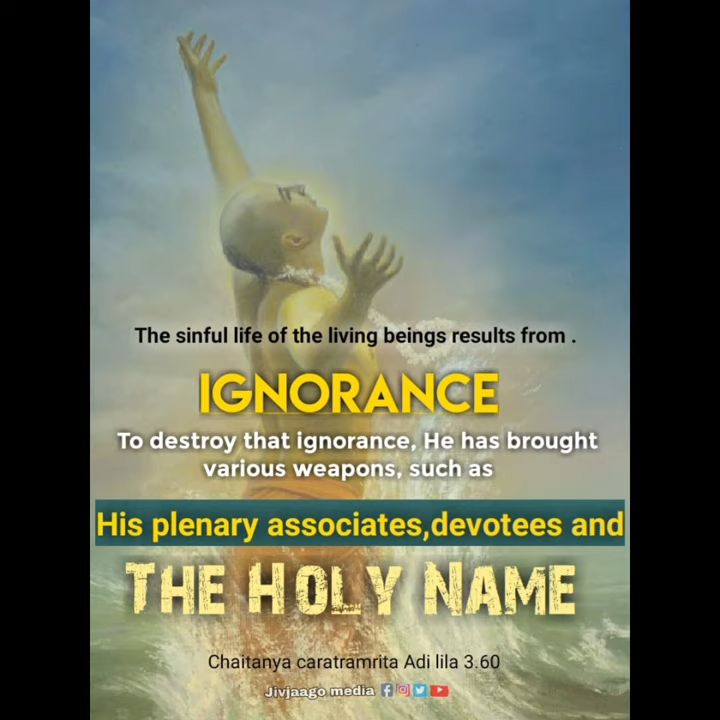 The sinful life of the living beings results from .
IGNORANCE
To destroy that ignorance, He has brought
various weapons, such as
His plenary associates,devotees and
THE HOLY NAME
Chaitanya caratramrita Adi lila 3.60
Jivjaago media